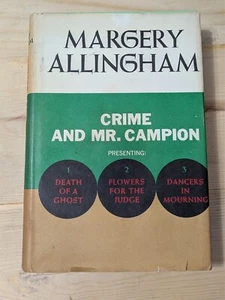 MARGERY
ALLINGHAM
CRIME
AND MR. CAMPION
PRESENTING:
1
DEATH
OF A
GHOST
2
FLOWERS
FOR THE
JUDGE
3
DANCERS
IN
MOURNING